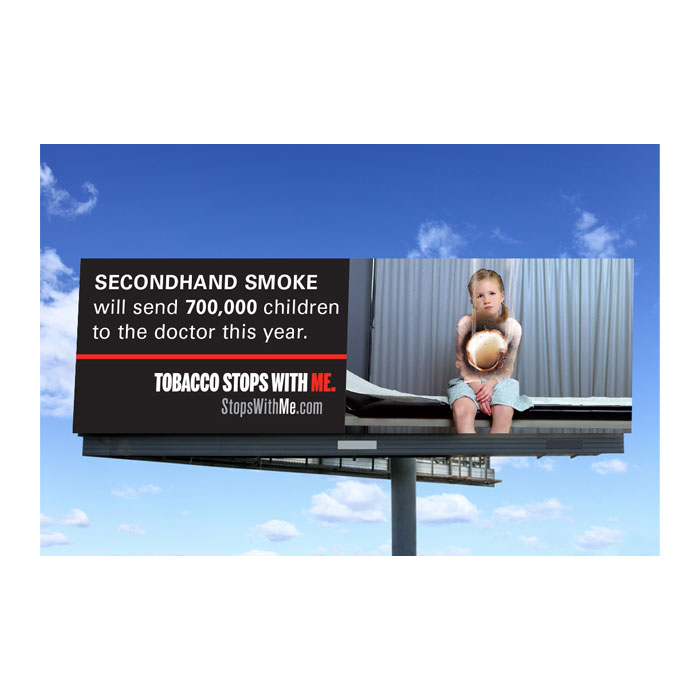 SECONDHAND SMOKE
will send 700,000 children
to the doctor this year.
TOBACCO STOPS WITH ME.
StopsWithMe.com